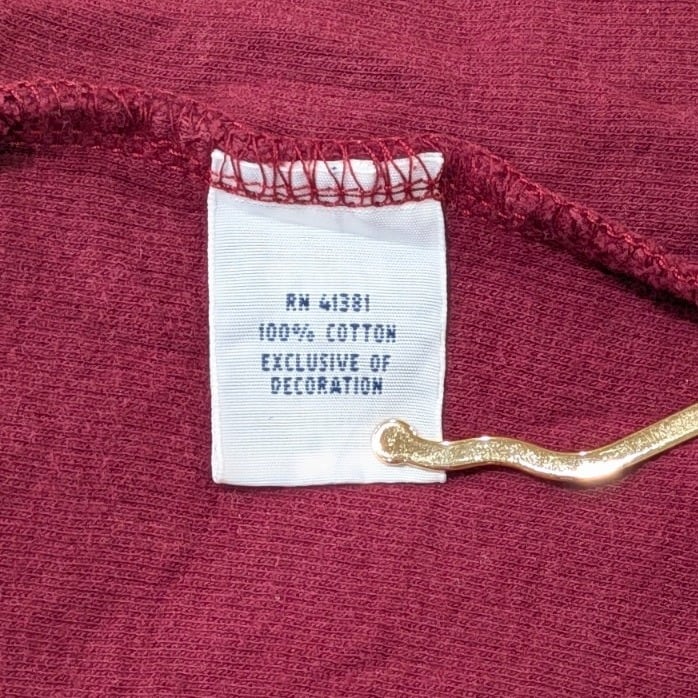 RN 41381
100% COTTON
EXCLUSIVE OF
DECORATION